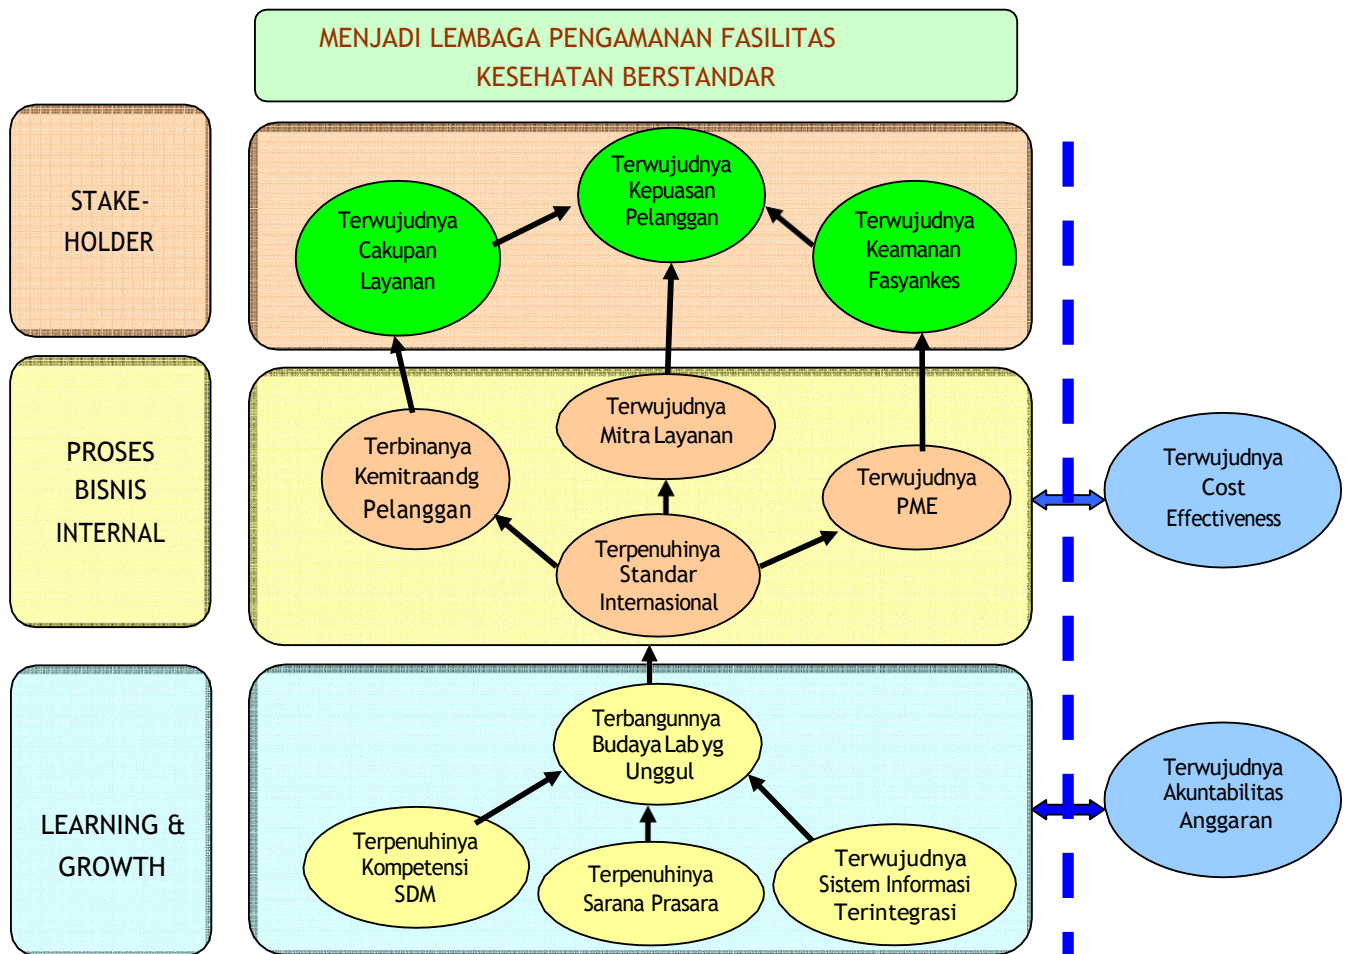 MENJADI LEMBAGA PENGAMANAN FASILITAS
KESEHATAN BERSTANDAR
STAKE-
HOLDER
Terwujudnya
Cakupan
Layanan
Terwujudnya
Kepuasan
Pelanggan
Terwujudnya
Keamanan
Fasyankes
PROSES
BISNIS
INTERNAL
Terbinanya
Kemitraan dg
Pelanggan
Terwujudnya
Mitra Layanan
Terwujudnya
PME
Terpenuhinya
Standar
Internasional
Terwujudnya
Cost
Effectiveness
LEARNING &
GROWTH
Terbangunnya
Budaya Lab yg
Unggul
Terpenuhinya
Kompetensi
SDM
Terpenuhinya
Sarana Prasara
Terwujudnya
Sistem Informasi
Terintegrasi
Terwujudnya
Akuntabilitas
Anggaran